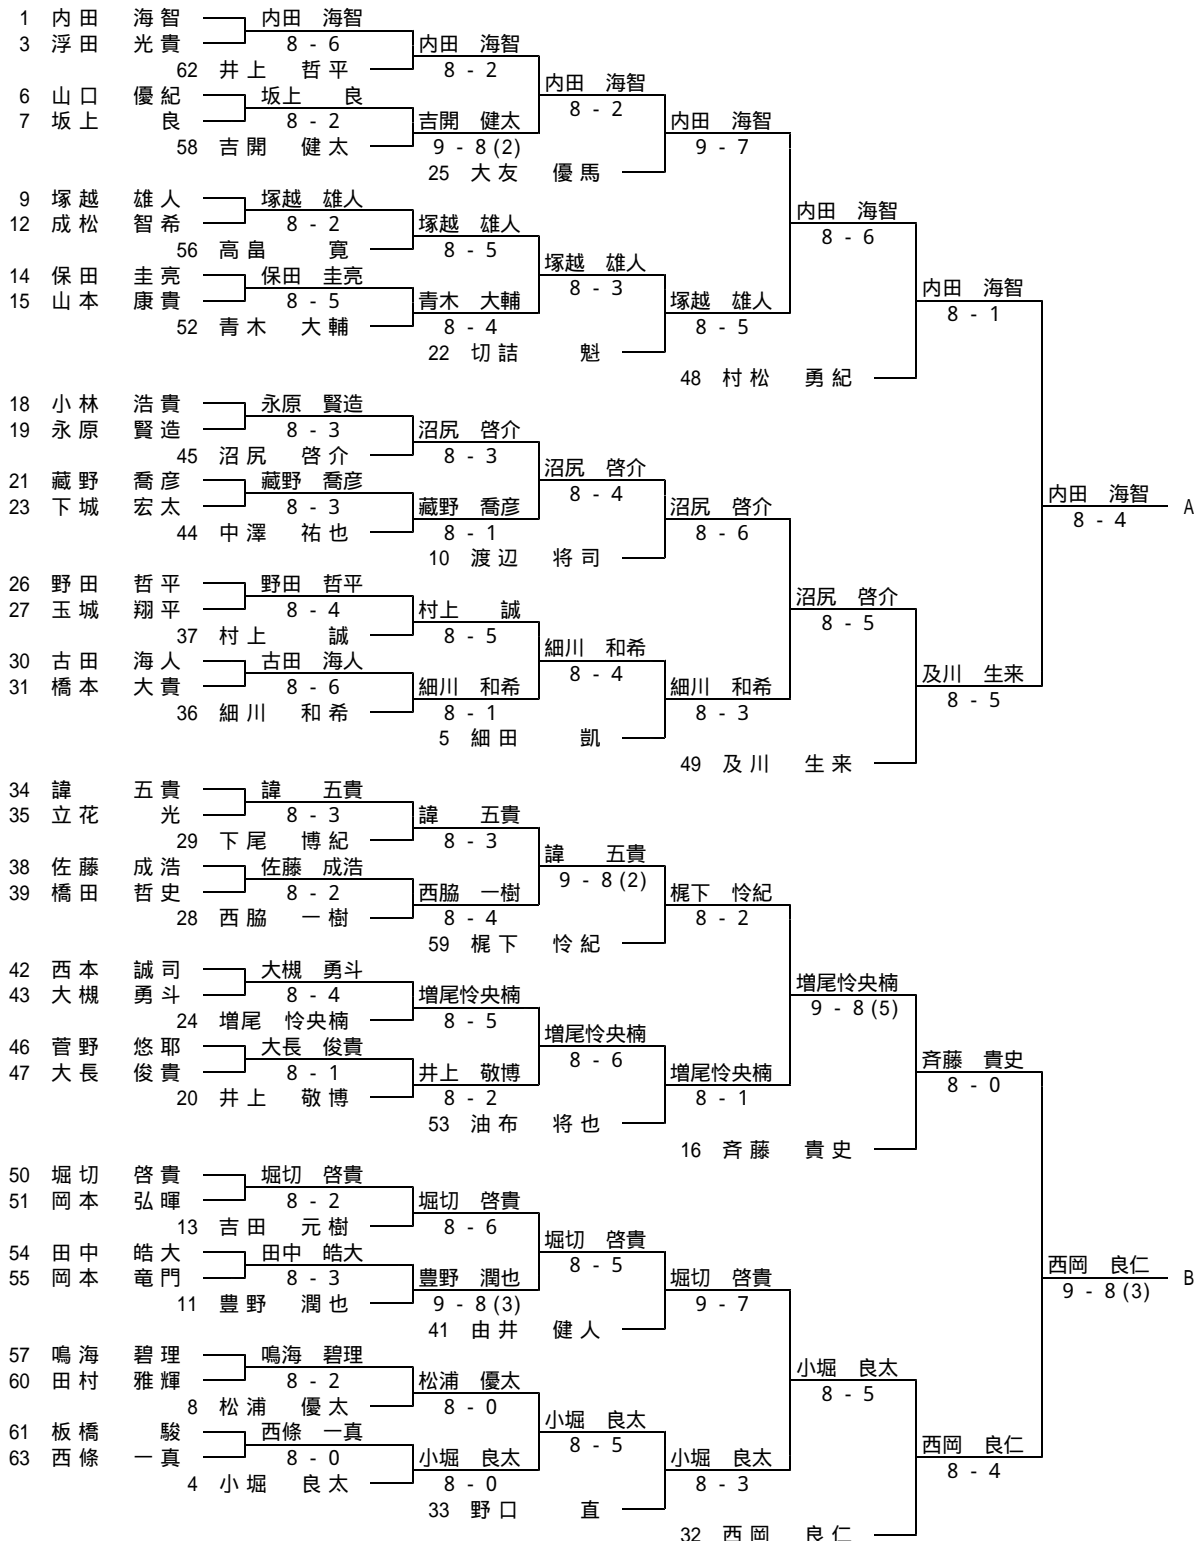 1 内田 海智 内田 海智
3 浮田 光貴 8 - 6 内田 海智
62 井上 哲平 8 - 2
内田 海智
6 山口 優紀 坂上 良 8 - 2
7 坂上 良 8 - 2 吉開 健太 内田 海智
58 吉開 健太 9 - 8(2) 9 - 7
25 大友 優馬
9 塚越 雄人 塚越 雄人
12 成松 智希 8 - 2 塚越 雄人 内田 海智
56 高畠 寛 8 - 5 8 - 6
塚越 雄人
14 保田 圭亮 保田 圭亮 8 - 3 内田 海智
15 山本 康貴 8 - 5 青木 大輔 塚越 雄人 8 - 1
52 青木 大輔 8 - 4 8 - 5
22 切詰 魁
48 村松 勇紀
18 小林 浩貴 永原 賢造
19 永原 賢造 8 - 3 沼尻 啓介
45 沼尻 啓介 8 - 3
沼尻 啓介
21 藏野 喬彦 藏野 喬彦 8 - 4 内田 海智 A
23 下城 宏太 8 - 3 藏野 喬彦 沼尻 啓介 8 - 4
44 中澤 祐也 8 - 1 8 - 6
10 渡辺 将司
26 野田 哲平 野田 哲平 沼尻 啓介
27 玉城 翔平 8 - 4 村上 誠 8 - 5
37 村上 誠 8 - 5
細川 和希
30 古田 海人 古田 海人 8 - 4 及川 生来
31 橋本 大貴 8 - 6 細川 和希 細川 和希 8 - 5
36 細川 和希 8 - 1 8 - 3
5 細田 凱
49 及川 生来
34 諱 五貴 諱 五貴
35 立花 光 8 - 3 諱 五貴
29 下尾 博紀 8 - 3
諱 五貴
38 佐藤 成浩 佐藤 成浩 9 - 8(2)
39 橋田 哲史 8 - 2 西脇 一樹 梶下 怜紀
28 西脇 一樹 8 - 4 8 - 2
59 梶下 怜紀
42 西本 誠司 大槻 勇斗 増尾怜央楠
43 大槻 勇斗 8 - 4 増尾怜央楠 9 - 8(5)
24 増尾 怜央楠 8 - 5
増尾怜央楠
46 菅野 悠耶 大長 俊貴 8 - 6 斉藤 貴史
47 大長 俊貴 8 - 1 井上 敬博 増尾怜央楠 8 - 0
20 井上 敬博 8 - 2 8 - 1
53 油布 将也
16 斉藤 貴史
50 堀切 啓貴 堀切 啓貴
51 岡本 弘暉 8 - 2 堀切 啓貴
13 吉田 元樹 8 - 6
堀切 啓貴
54 田中 皓大 田中 皓大 8 - 5 西岡 良仁 B
55 岡本 竜門 8 - 3 豊野 潤也 堀切 啓貴 9 - 8(3)
11 豊野 潤也 9 - 8(3) 9 - 7
41 由井 健人
57 鳴海 碧理 鳴海 碧理 小堀 良太
60 田村 雅輝 8 - 2 松浦 優太 8 - 5
8 松浦 優太 8 - 0
小堀 良太
61 板橋 駿 西條 一真 8 - 5 西岡 良仁
63 西條 一真 8 - 0 小堀 良太 小堀 良太 8 - 4
4 小堀 良太 8 - 0 8 - 3
33 野口 直
32 西岡 良仁